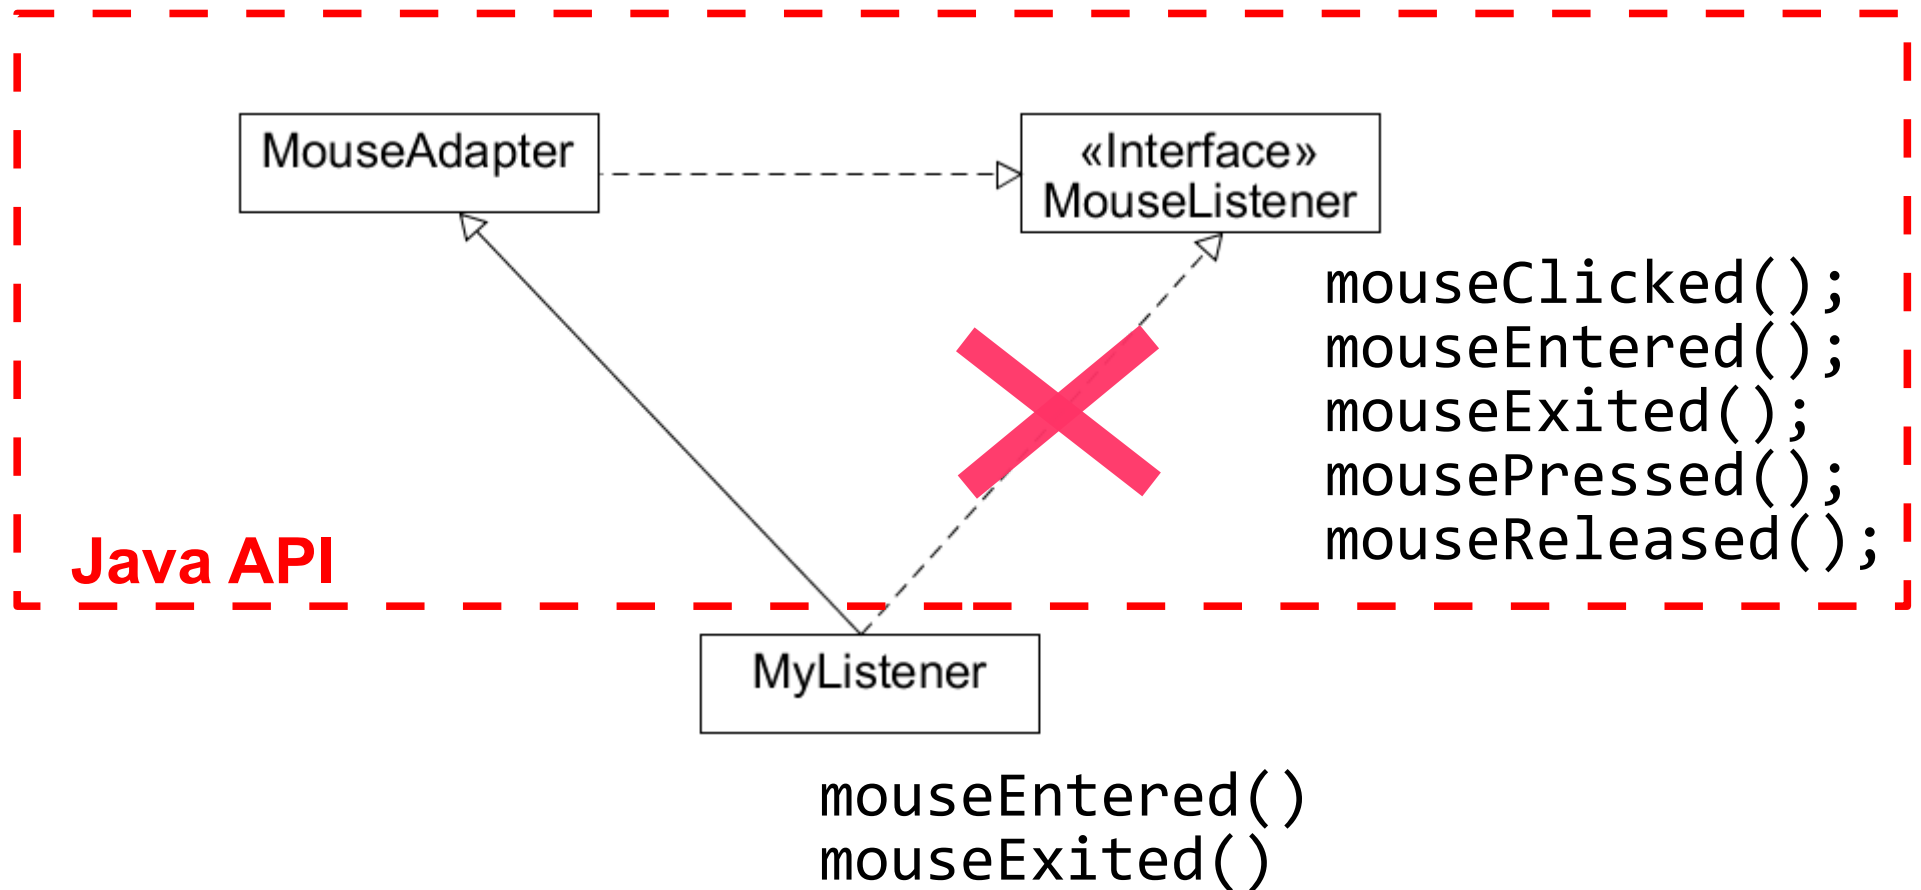 MouseAdapter
«Interface»
MouseListener
mouseClicked();
mouseEntered();
mouseExited();
mousePressed();
mouseReleased();
Java API
MyListener
mouseEntered()
mouseExited()